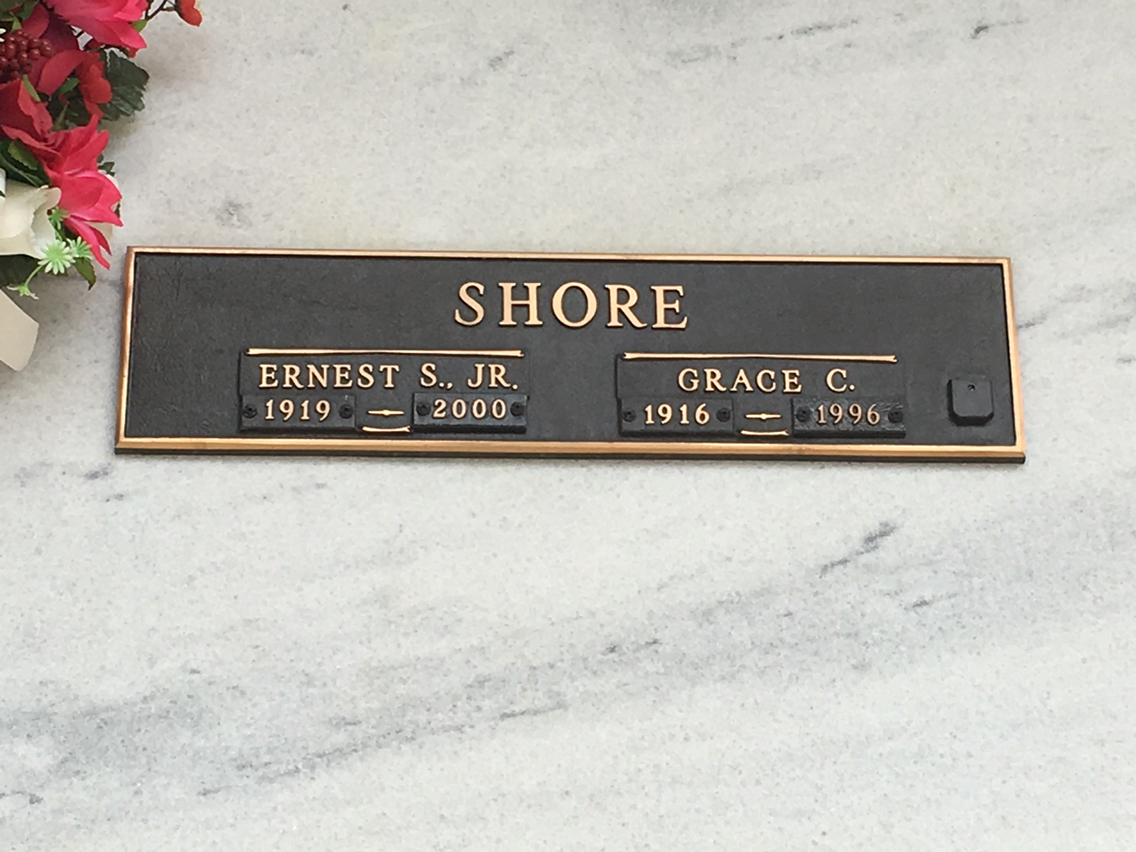 SHORE
ERNEST S., JR.
1919 — 2000
GRACE C.
1916 — 1996